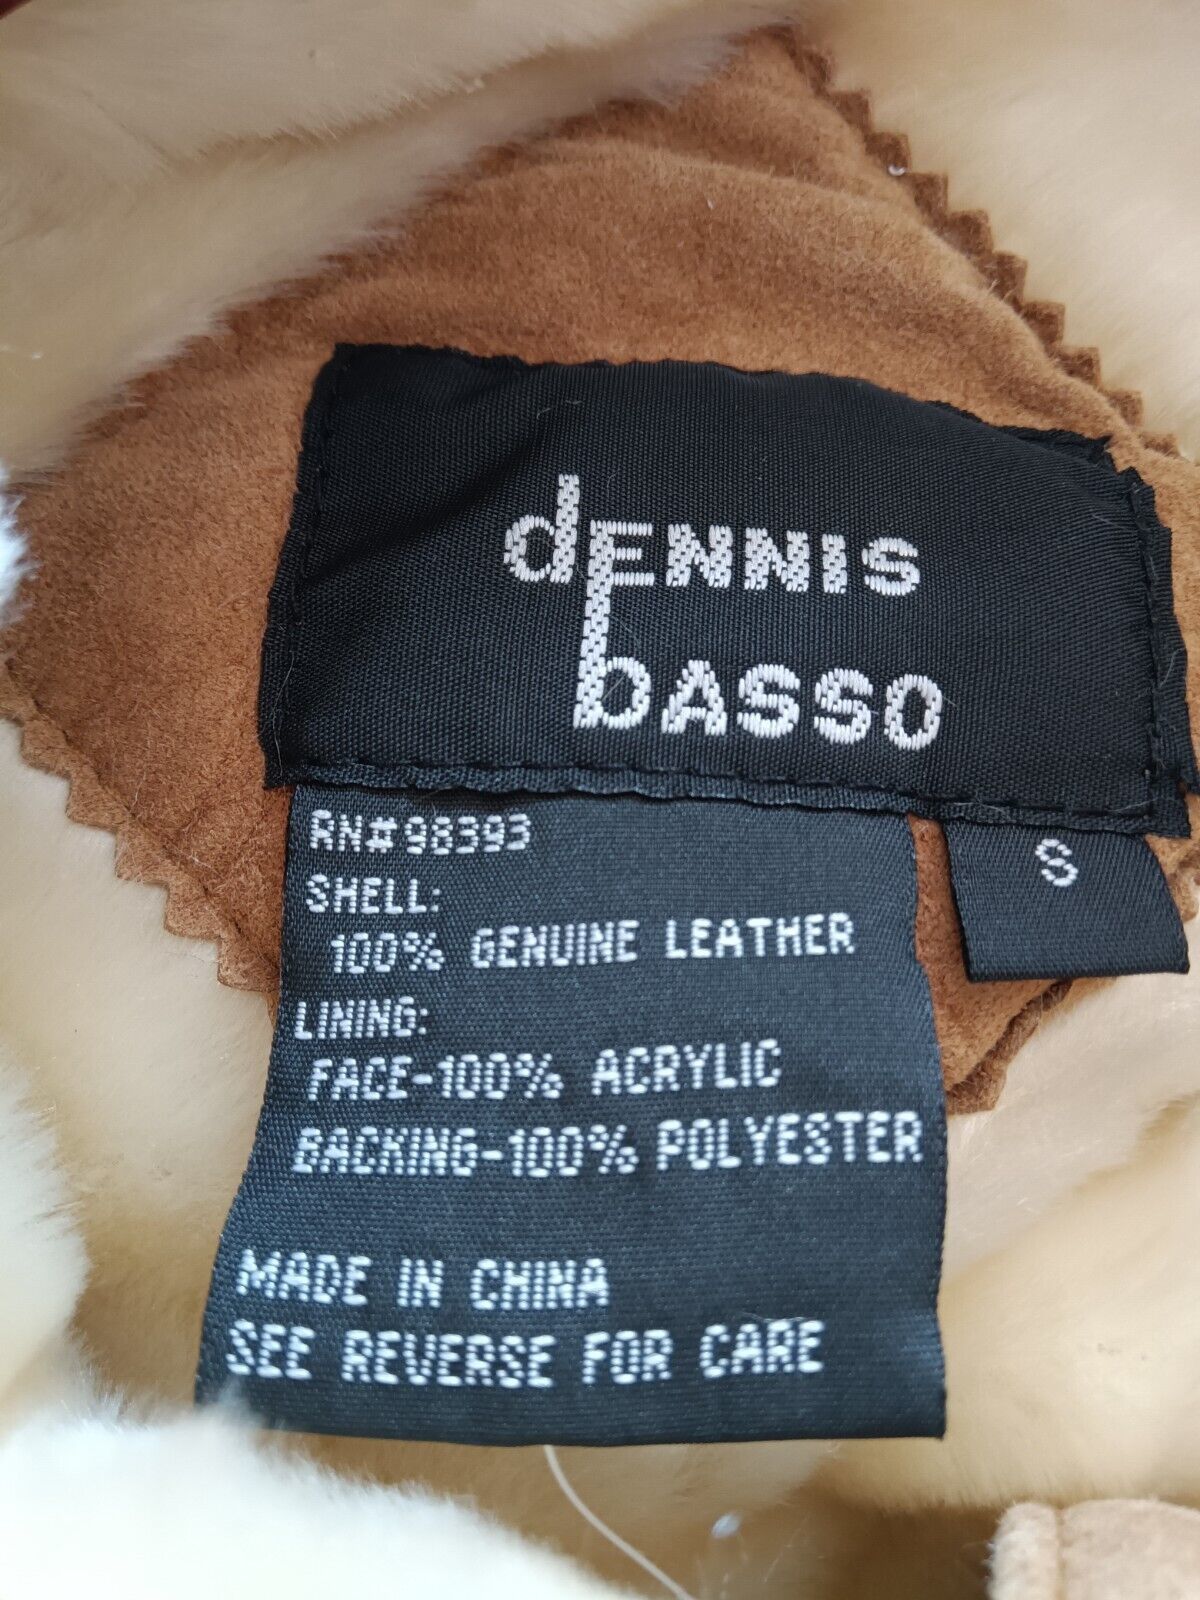 dENNIS
bASSO
S
RN#98393
SHELL:
100% GENUINE LEATHER
LINING:
FACE-100% ACRYLIC
BACKING-100% POLYESTER
MADE IN CHINA
SEE REVERSE FOR CARE